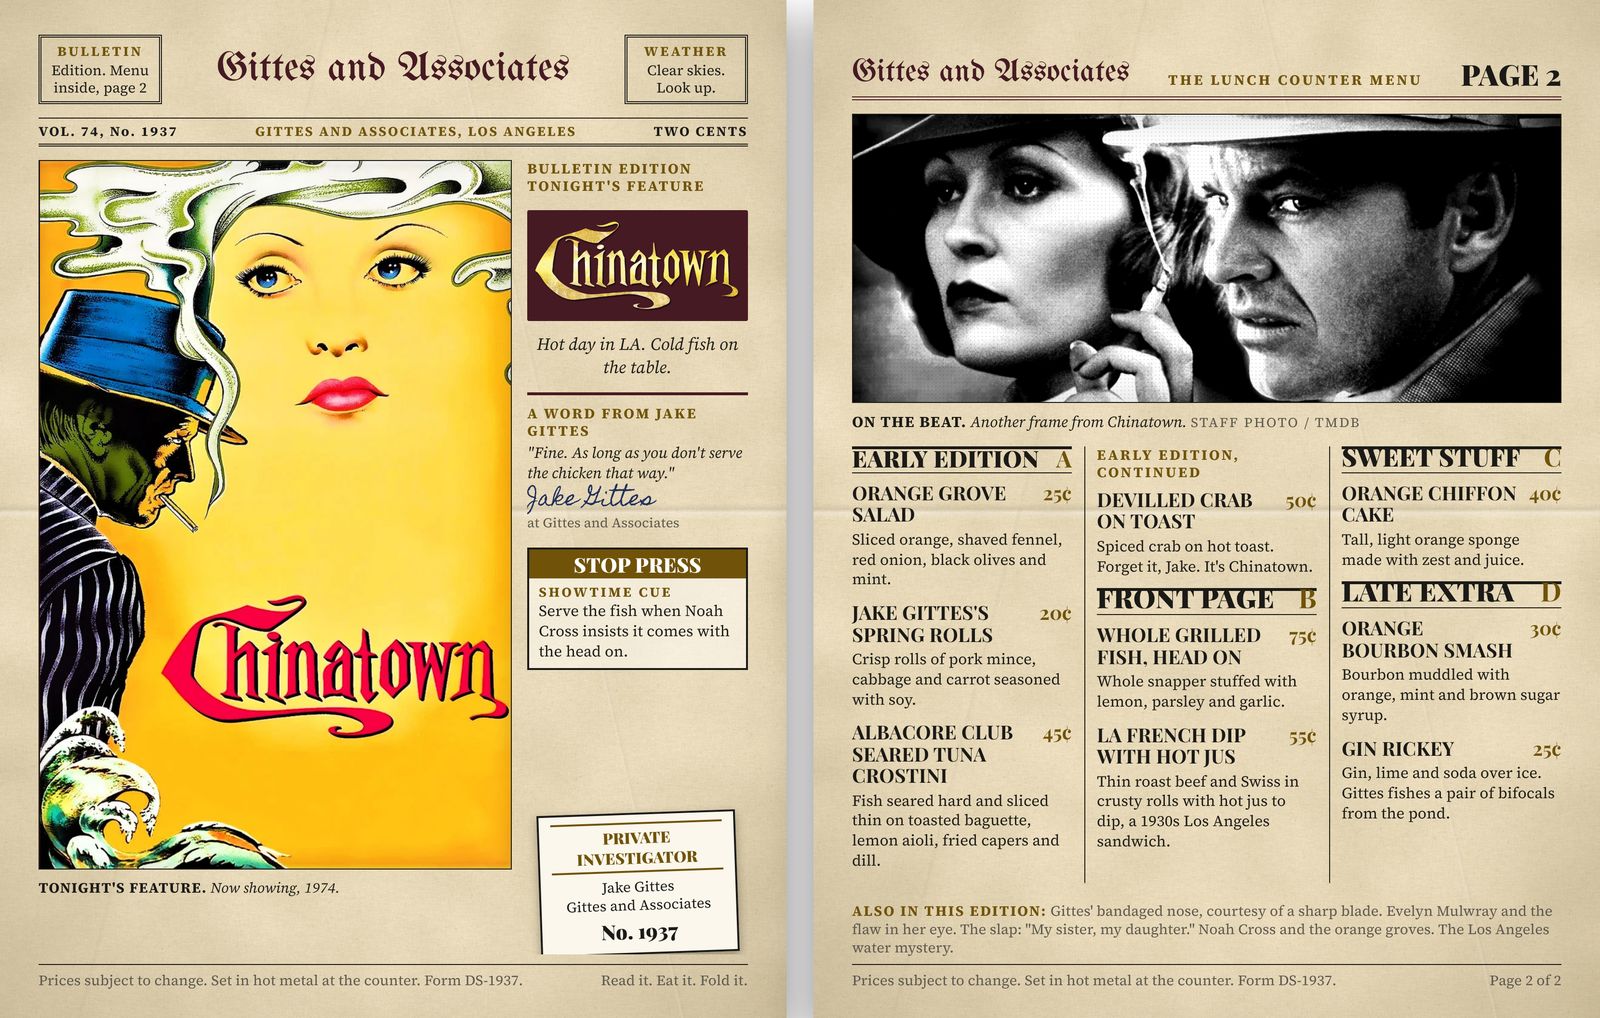 BULLETIN
Edition. Menu
inside, page 2
Gittes and Associates
WEATHER
Clear skies.
Look up.
VOL. 74, No. 1937
GITTES AND ASSOCIATES, LOS ANGELES
TWO CENTS
Chinatown
TONIGHT'S FEATURE. Now showing, 1974.
BULLETIN EDITION
TONIGHT'S FEATURE
Chinatown
Hot day in LA. Cold fish on
the table.
A WORD FROM JAKE
GITTES
"Fine. As long as you don't serve
the chicken that way."
Jake Gittes
at Gittes and Associates
STOP PRESS
SHOWTIME CUE
Serve the fish when Noah
Cross insists it comes with
the head on.
PRIVATE
INVESTIGATOR
Jake Gittes
Gittes and Associates
No. 1937
Prices subject to change. Set in hot metal at the counter. Form DS-1937.
Read it. Eat it. Fold it.
Gittes and Associates
THE LUNCH COUNTER MENU
PAGE 2
ON THE BEAT. Another frame from Chinatown. STAFF PHOTO / TMDB
EARLY EDITION A
ORANGE GROVE 25¢
SALAD
Sliced orange, shaved fennel,
red onion, black olives and
mint.
JAKE GITTES'S 20¢
SPRING ROLLS
Crisp rolls of pork mince,
cabbage and carrot seasoned
with soy.
ALBACORE CLUB 45¢
SEARED TUNA
CROSTINI
Fish seared hard and sliced
thin on toasted baguette,
lemon aioli, fried capers and
dill.
EARLY EDITION,
CONTINUED
DEVILLED CRAB 50¢
ON TOAST
Spiced crab on hot toast.
Forget it, Jake. It's Chinatown.
FRONT PAGE B
WHOLE GRILLED 75¢
FISH, HEAD ON
Whole snapper stuffed with
lemon, parsley and garlic.
LA FRENCH DIP 55¢
WITH HOT JUS
Thin roast beef and Swiss in
crusty rolls with hot jus to
dip, a 1930s Los Angeles
sandwich.
SWEET STUFF C
ORANGE CHIFFON 40¢
CAKE
Tall, light orange sponge
made with zest and juice.
LATE EXTRA D
ORANGE 30¢
BOURBON SMASH
Bourbon muddled with
orange, mint and brown sugar
syrup.
GIN RICKEY 25¢
Gin, lime and soda over ice.
Gittes fishes a pair of bifocals
from the pond.
ALSO IN THIS EDITION: Gittes' bandaged nose, courtesy of a sharp blade. Evelyn Mulwray and the
flaw in her eye. The slap: "My sister, my daughter." Noah Cross and the orange groves. The Los Angeles
water mystery.
Prices subject to change. Set in hot metal at the counter. Form DS-1937.
Page 2 of 2